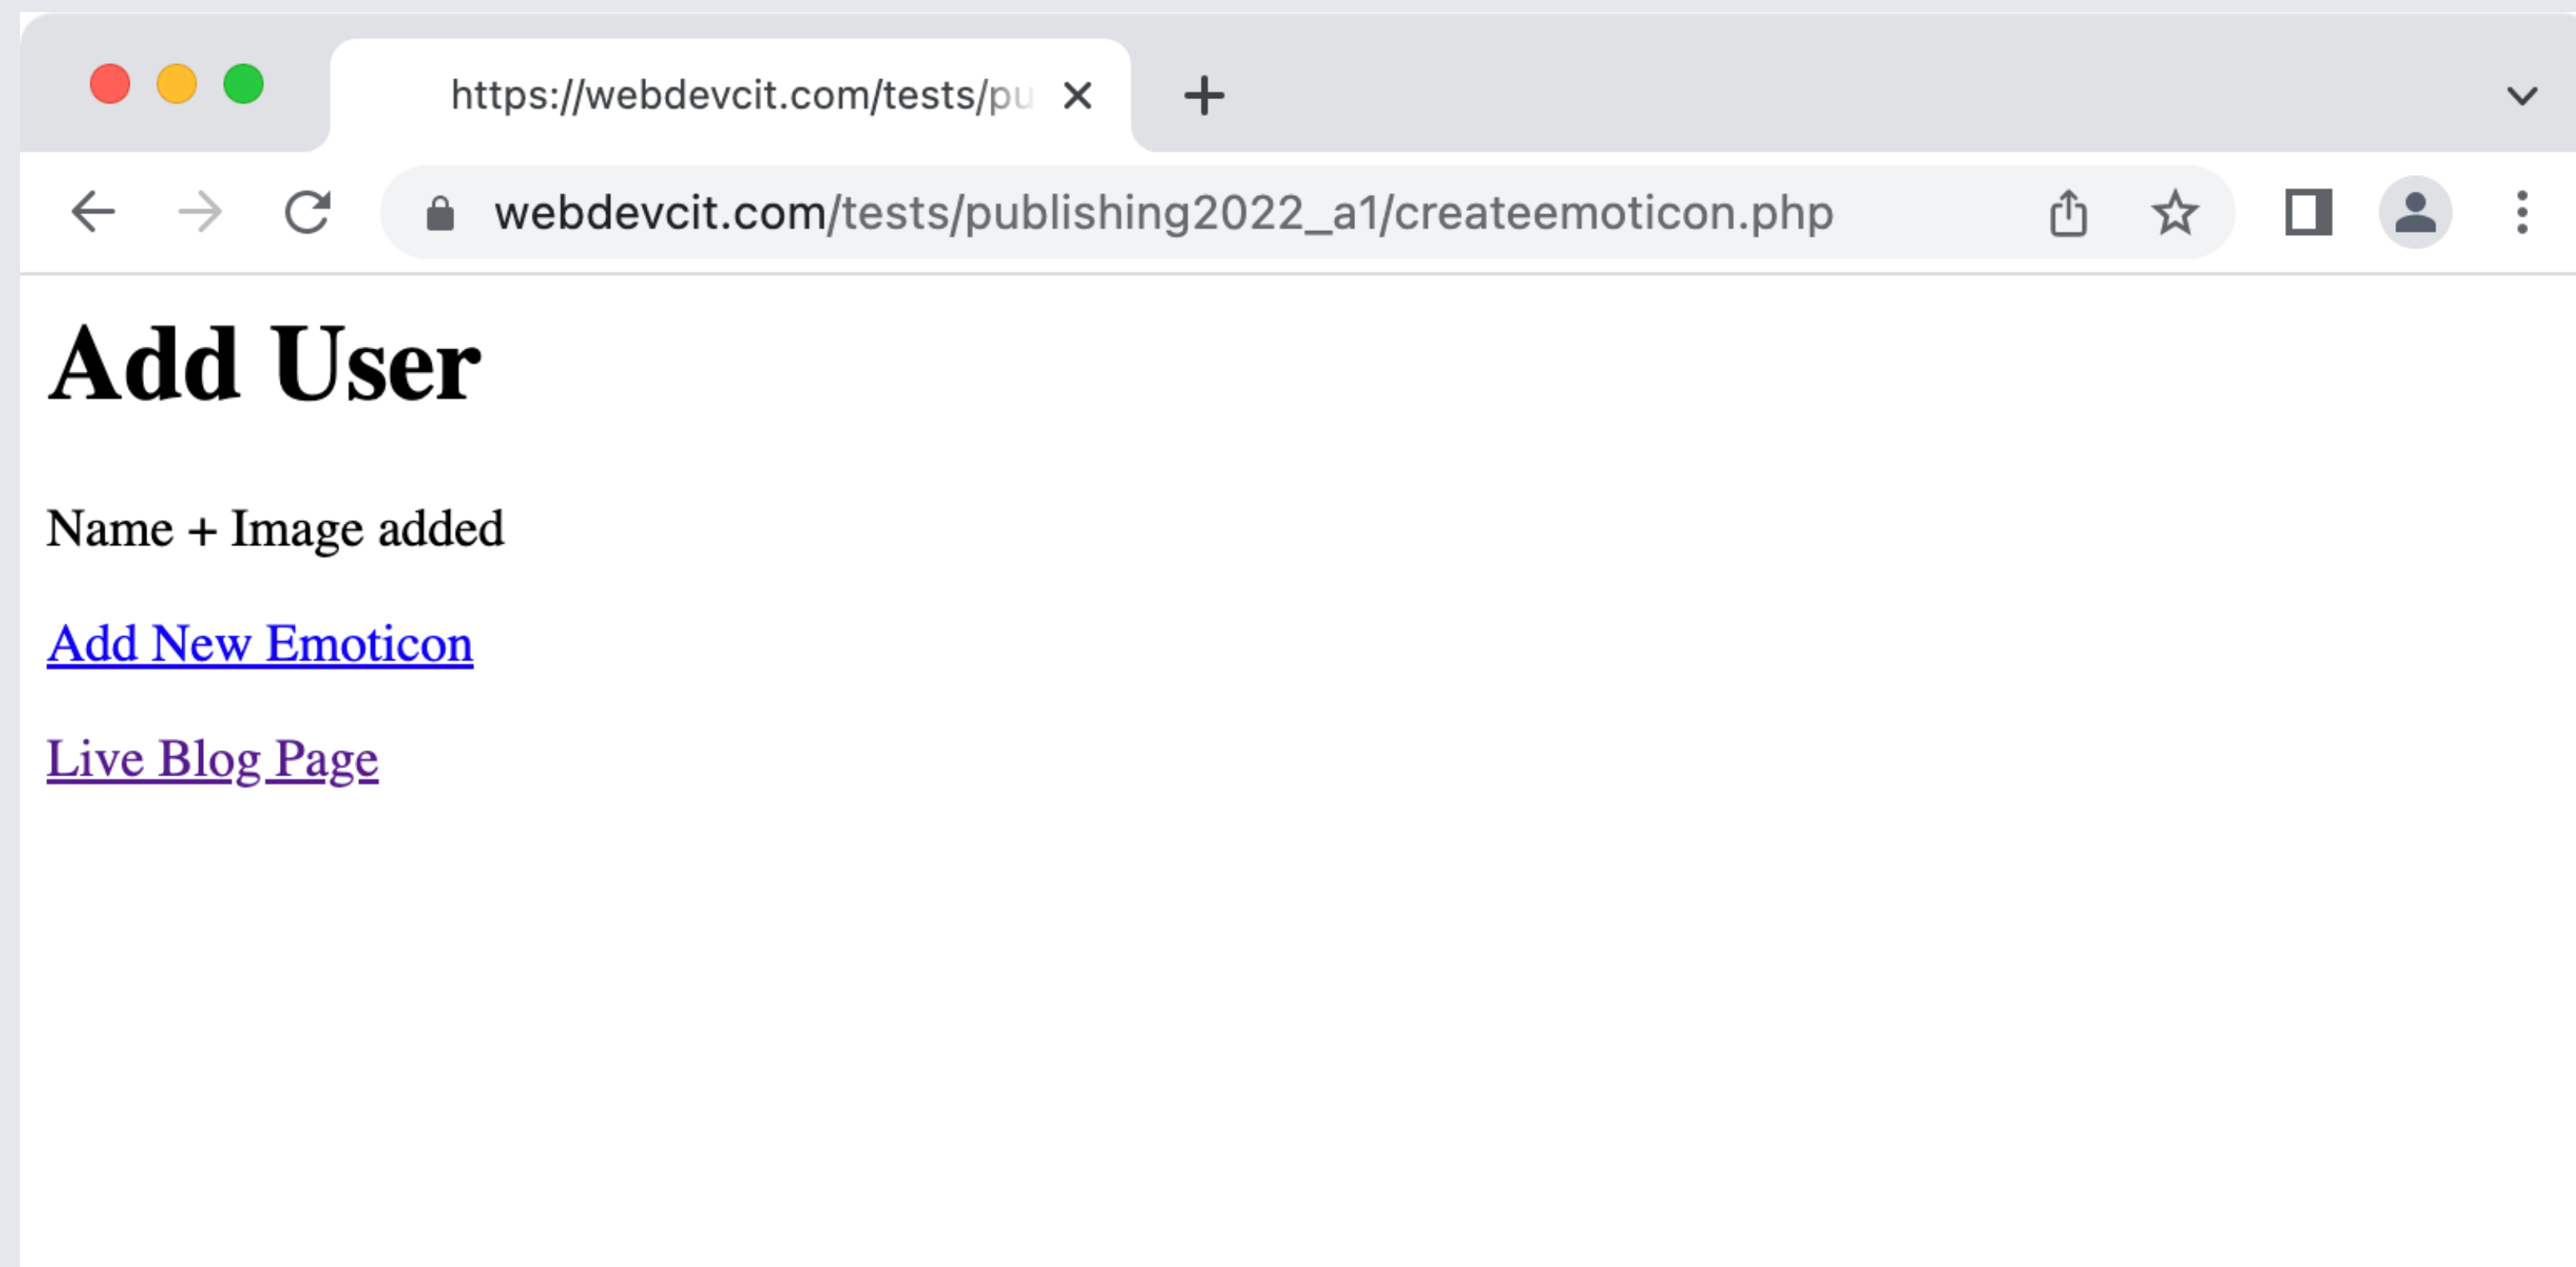 https://webdevcit.com/tests/pu
webdevcit.com/tests/publishing2022_a1/createemoticon.php
Add User
Name + Image added
Add New Emoticon
Live Blog Page